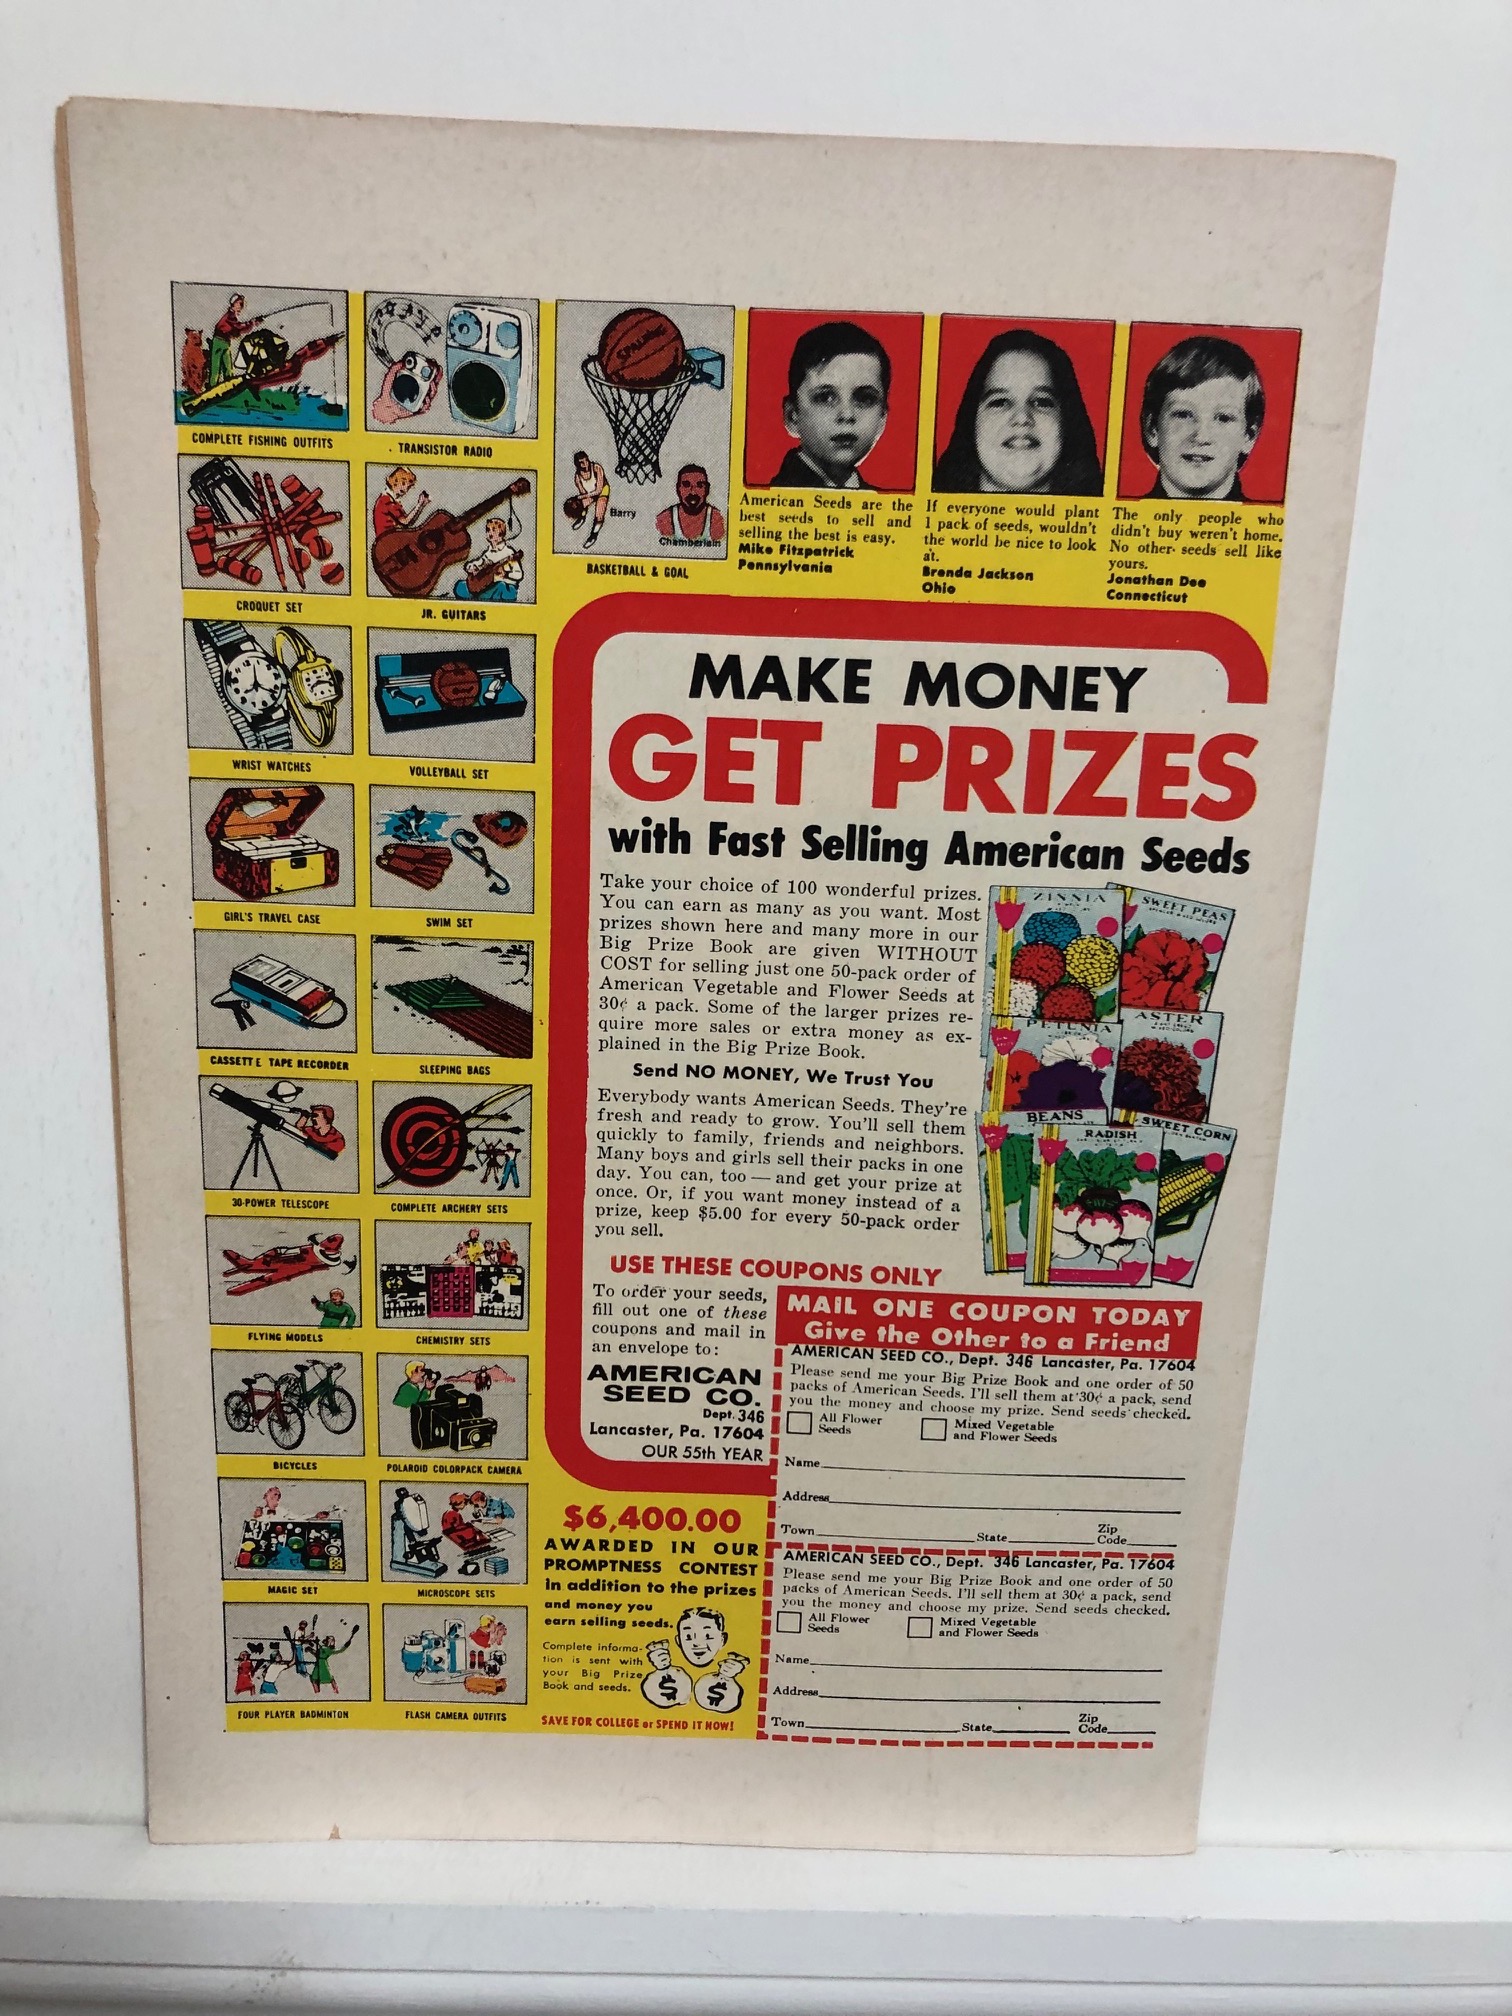 COMPLETE FISHING OUTFITS
TRANSISTOR RADIO
SPALDING
Barry
Chamberlain
BASKETBALL & GOAL
CROQUET SET
JR. GUITARS
WRIST WATCHES
VOLLEYBALL SET
GIRL'S TRAVEL CASE
SWIM SET
CASSETTE TAPE RECORDER
SLEEPING BAGS
30-POWER TELESCOPE
COMPLETE ARCHERY SETS
FLYING MODELS
CHEMISTRY SETS
BICYCLES
POLAROID COLORPACK CAMERA
MAGIC SET
MICROSCOPE SETS
FOUR PLAYER BADMINTON
FLASH CAMERA OUTFITS
American Seeds are the
best seeds to sell and
selling the best is easy.
Mike Fitzpatrick
Pennsylvania
If everyone would plant
1 pack of seeds, wouldn't
the world be nice to look
at.
Brenda Jackson
Ohio
The only people who
didn't buy weren't home.
No other seeds sell like
yours.
Jonathan Dee
Connecticut
MAKE MONEY
GET PRIZES
with Fast Selling American Seeds
Take your choice of 100 wonderful prizes.
You can earn as many as you want. Most
prizes shown here and many more in our
Big Prize Book are given WITHOUT
COST for selling just one 50-pack order of
American Vegetable and Flower Seeds at
30¢ a pack. Some of the larger prizes re-
quire more sales or extra money as ex-
plained in the Big Prize Book.
Send NO MONEY, We Trust You
Everybody wants American Seeds. They're
fresh and ready to grow. You'll sell them
quickly to family, friends and neighbors.
Many boys and girls sell their packs in one
day. You can, too — and get your prize at
once. Or, if you want money instead of a
prize, keep $5.00 for every 50-pack order
you sell.
ZINNIA
SWEET PEAS
PETUNIA
ASTER
BEANS
RADISH
SWEET CORN
USE THESE COUPONS ONLY
To order your seeds,
fill out one of these
coupons and mail in
an envelope to:
AMERICAN
SEED CO.
Dept. 346
Lancaster, Pa. 17604
OUR 55th YEAR
$6,400.00
AWARDED IN OUR
PROMPTNESS CONTEST
in addition to the prizes
and money you
earn selling seeds.
Complete informa-
tion is sent with
your Big Prize
Book and seeds.
$ $
SAVE FOR COLLEGE or SPEND IT NOW!
MAIL ONE COUPON TODAY
Give the Other to a Friend
AMERICAN SEED CO., Dept. 346 Lancaster, Pa. 17604
Please send me your Big Prize Book and one order of 50
packs of American Seeds. I'll sell them at 30¢ a pack, send
you the money and choose my prize. Send seeds checked.
All Flower
Seeds
Mixed Vegetable
and Flower Seeds
Name
Address
Town State Zip Code
AMERICAN SEED CO., Dept. 346 Lancaster, Pa. 17604
Please send me your Big Prize Book and one order of 50
packs of American Seeds. I'll sell them at 30¢ a pack, send
you the money and choose my prize. Send seeds checked.
All Flower
Seeds
Mixed Vegetable
and Flower Seeds
Name
Address
Town State Zip Code